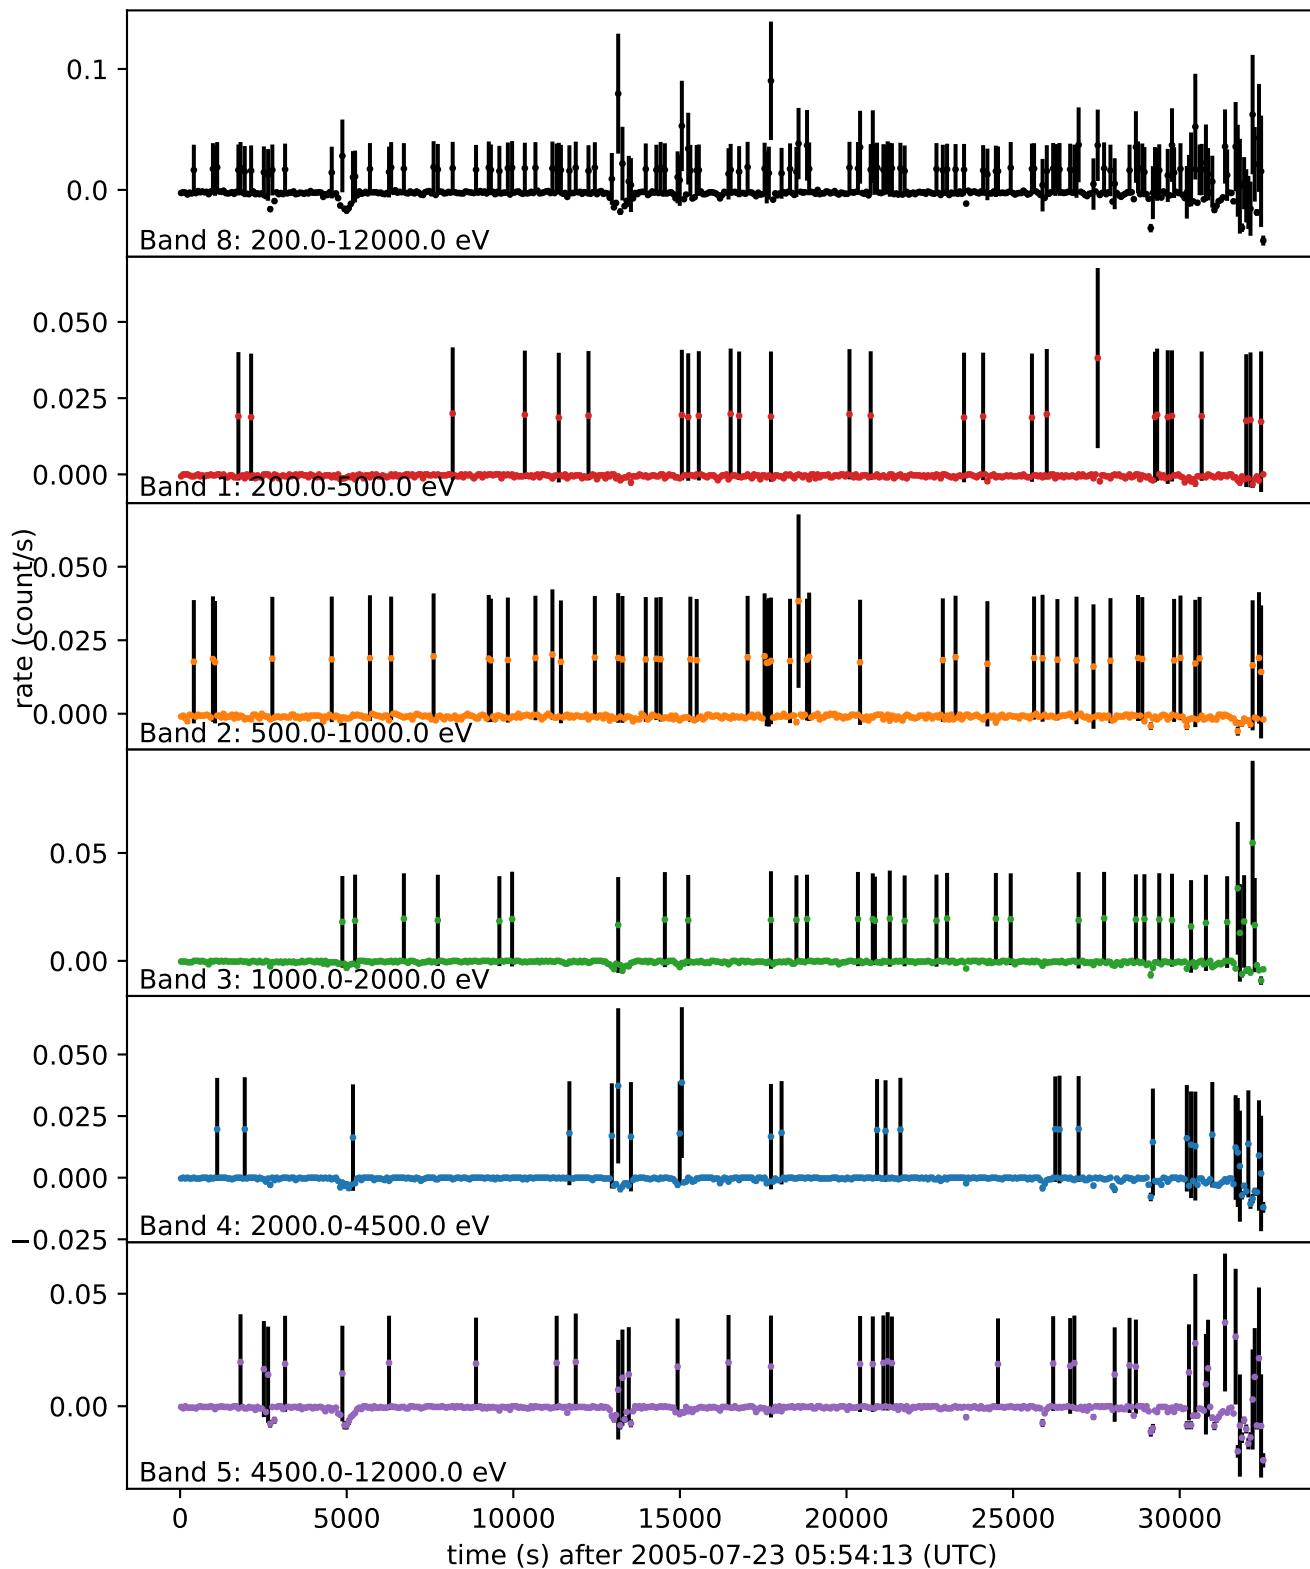 0.1
0.0
Band 8: 200.0-12000.0 eV
0.050
0.025
0.000
Band 1: 200.0-500.0 eV
rate (count/s)
0.050
0.025
0.000
Band 2: 500.0-1000.0 eV
0.05
0.00
Band 3: 1000.0-2000.0 eV
0.050
0.025
0.000
−0.025
Band 4: 2000.0-4500.0 eV
0.05
0.00
Band 5: 4500.0-12000.0 eV
0 5000 10000 15000 20000 25000 30000
time (s) after 2005-07-23 05:54:13 (UTC)